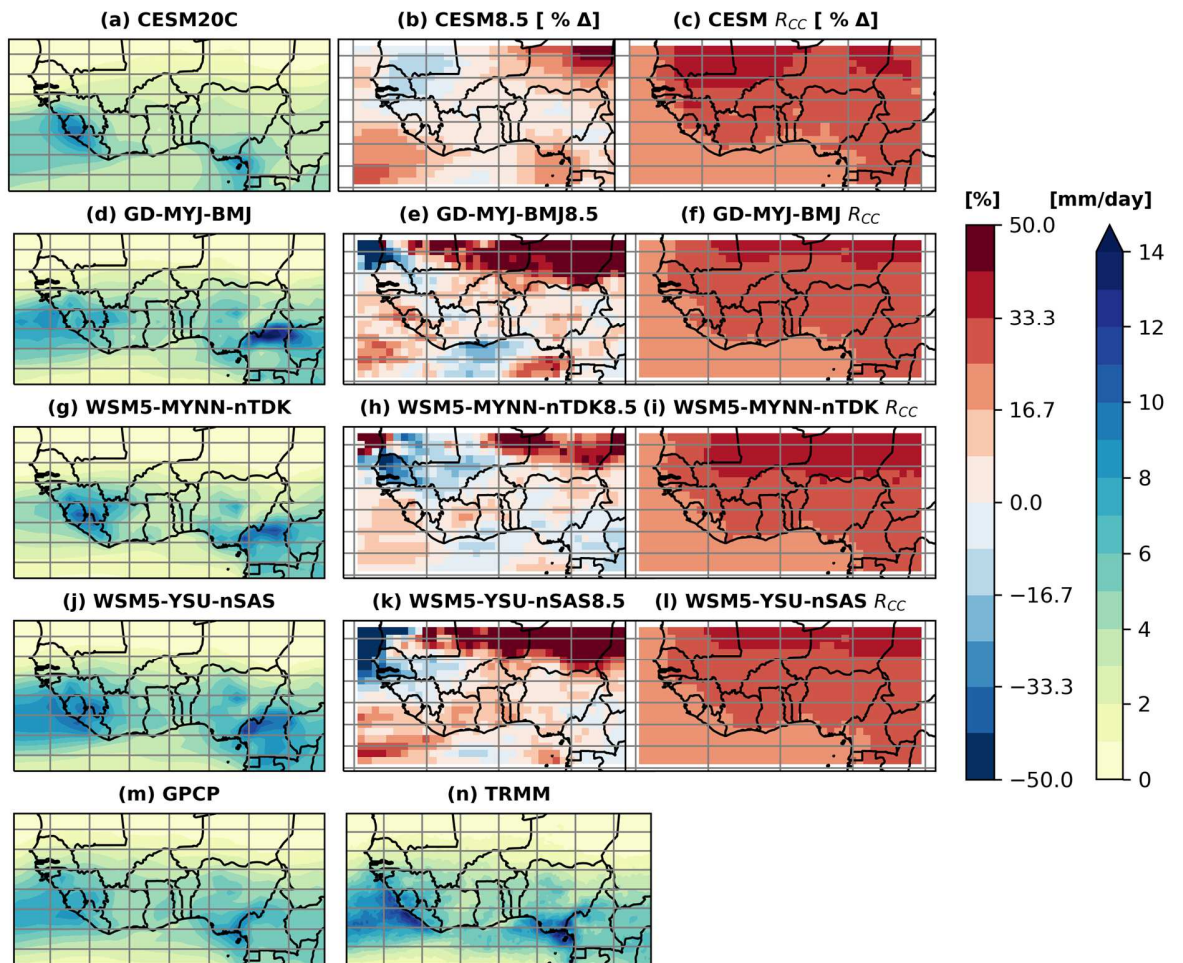 (a) CESM20C
(b) CESM8.5 [ % Δ]
(c) CESM R_CC [ % Δ]
(d) GD-MYJ-BMJ
(e) GD-MYJ-BMJ8.5
(f) GD-MYJ-BMJ R_CC
(g) WSM5-MYNN-nTDK
(h) WSM5-MYNN-nTDK8.5
(i) WSM5-MYNN-nTDK R_CC
(j) WSM5-YSU-nSAS
(k) WSM5-YSU-nSAS8.5
(l) WSM5-YSU-nSAS R_CC
(m) GPCP
(n) TRMM
[%]
50.0
33.3
16.7
0.0
−16.7
−33.3
−50.0
[mm/day]
14
12
10
8
6
4
2
0